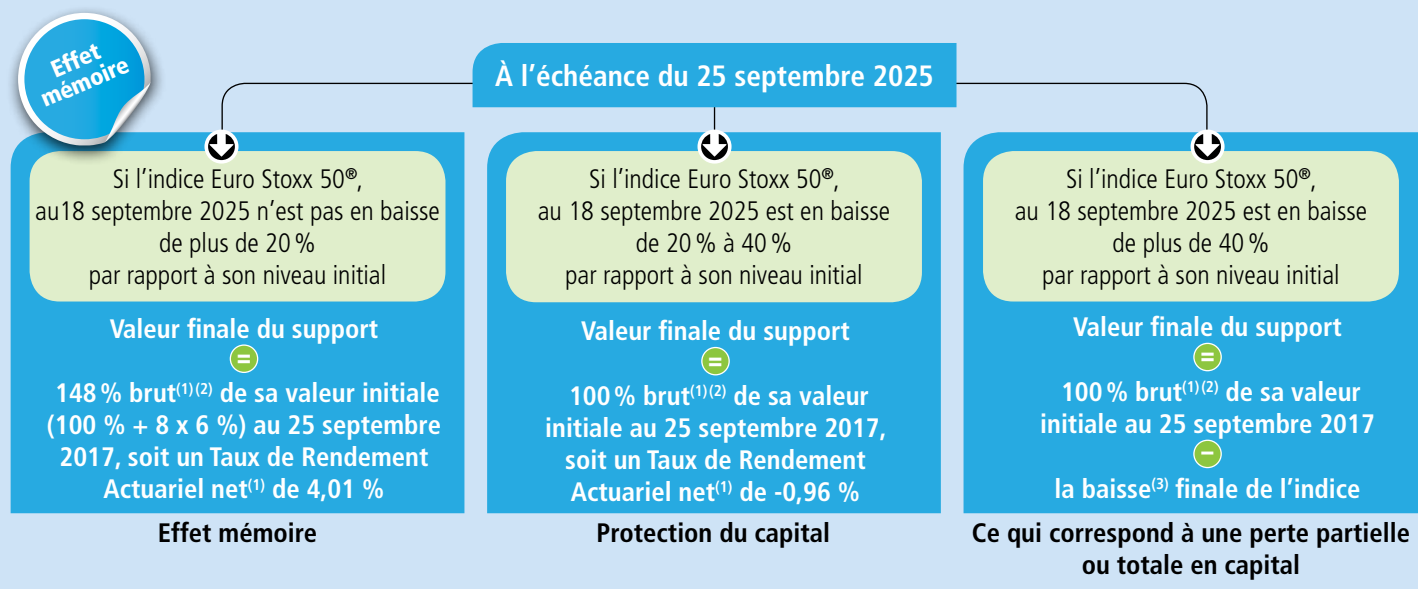 Effet
mémoire
À l’échéance du 25 septembre 2025
Si l’indice Euro Stoxx 50®,
au18 septembre 2025 n’est pas en baisse
de plus de 20 %
par rapport à son niveau initial
Valeur finale du support
=
148 % brut(1)(2) de sa valeur initiale
(100 % + 8 x 6 %) au 25 septembre
2017, soit un Taux de Rendement
Actuariel net(1) de 4,01 %
Effet mémoire
Si l’indice Euro Stoxx 50®,
au 18 septembre 2025 est en baisse
de 20 % à 40 %
par rapport à son niveau initial
Valeur finale du support
=
100 % brut(1)(2) de sa valeur
initiale au 25 septembre 2017,
soit un Taux de Rendement
Actuariel net(1) de -0,96 %
Protection du capital
Si l’indice Euro Stoxx 50®,
au 18 septembre 2025 est en baisse
de plus de 40 %
par rapport à son niveau initial
Valeur finale du support
=
100 % brut(1)(2) de sa valeur
initiale au 25 septembre 2017
−
la baisse(3) finale de l’indice
Ce qui correspond à une perte partielle
ou totale en capital